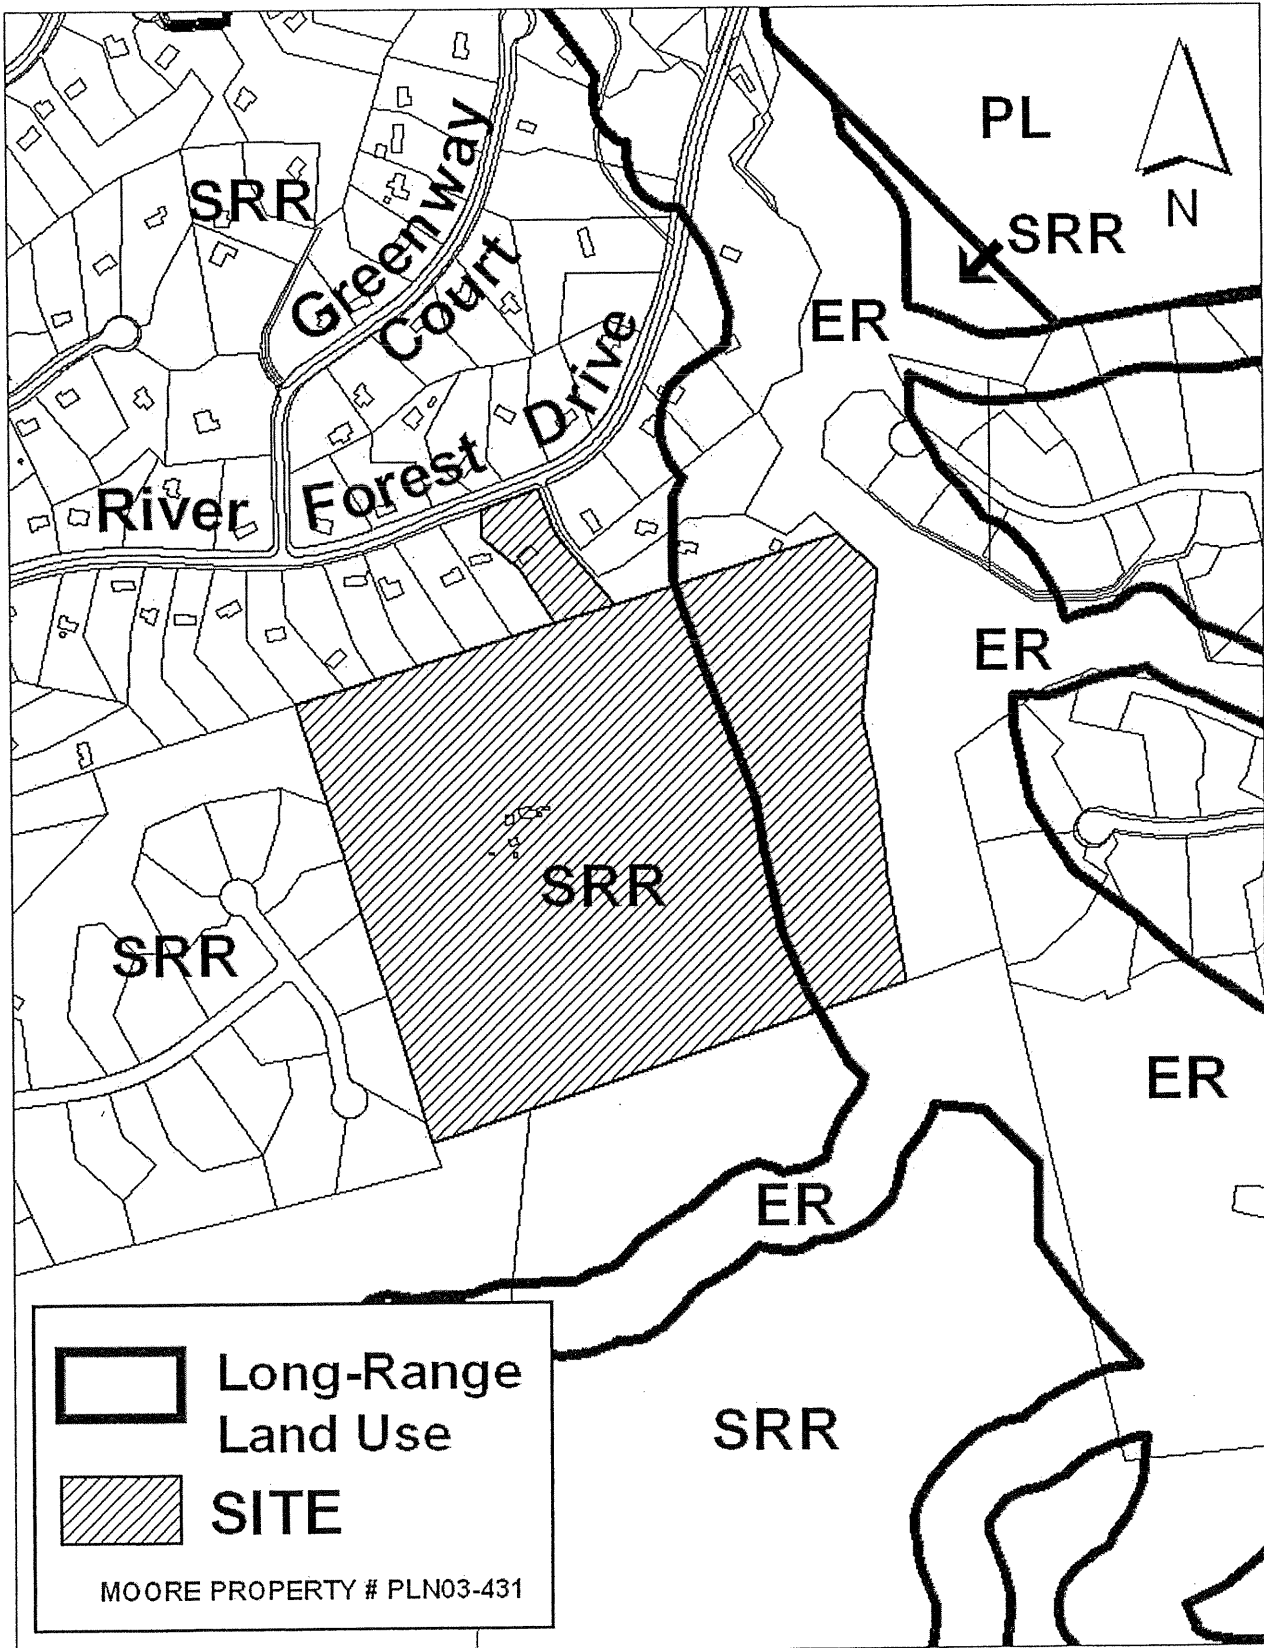 PL
N
SRR
SRR
Greenway
Court
ER
River Forest Drive
ER
SRR
SRR
ER
ER
SRR
Long-Range
Land Use
SITE
MOORE PROPERTY # PLN03-431